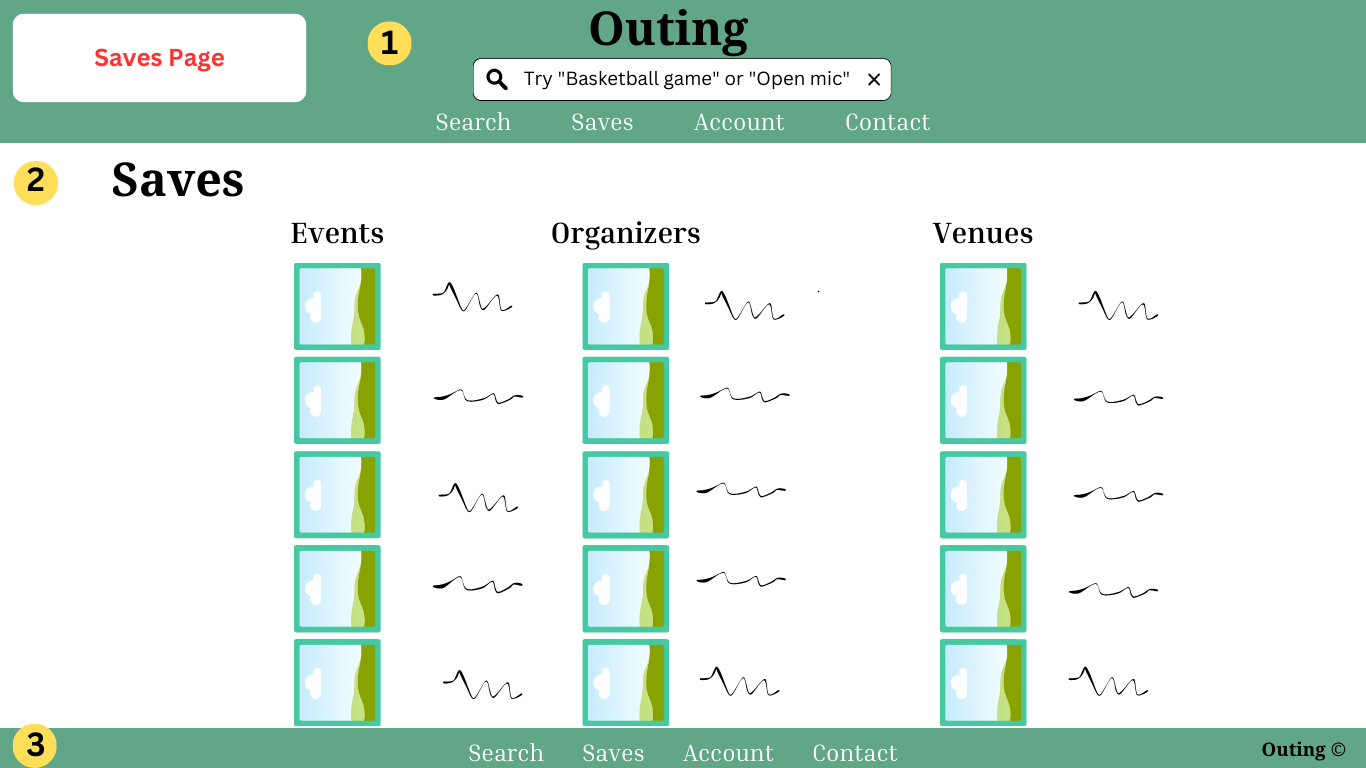 Saves Page
1
Outing
Try "Basketball game" or "Open mic" ×
Search Saves Account Contact
2
Saves
Events Organizers Venues
3
Search Saves Account Contact
Outing ©